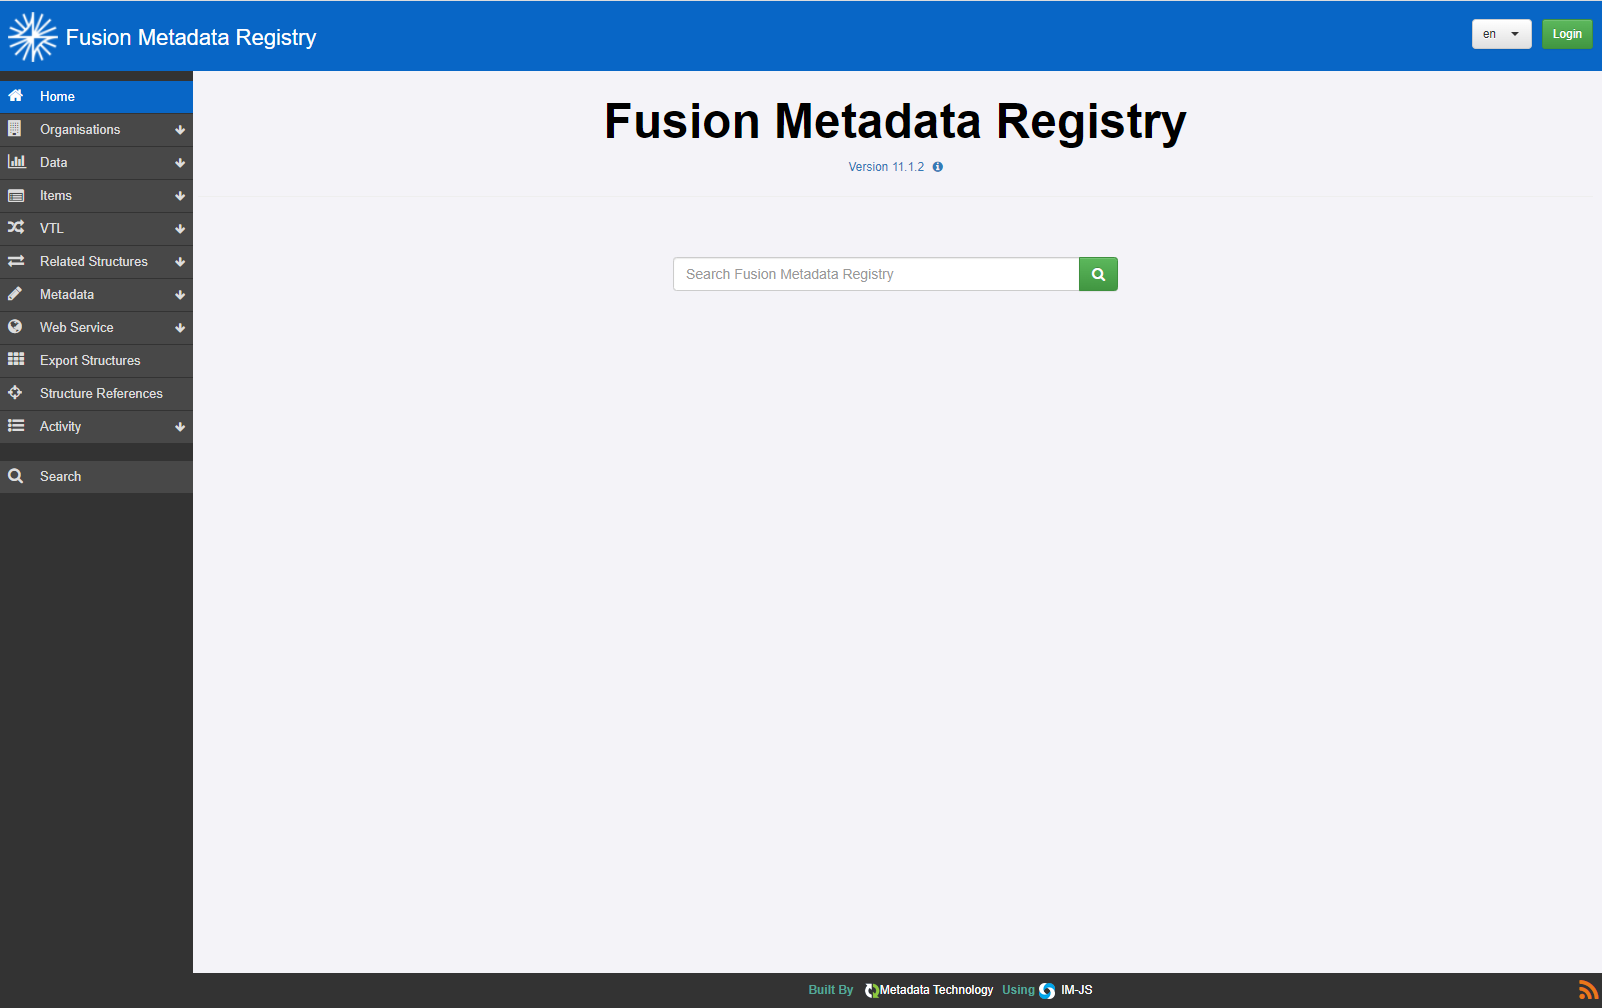 Fusion Metadata Registry
en
Login
Home
Organisations
Data
Items
VTL
Related Structures
Metadata
Web Service
Export Structures
Structure References
Activity
Search
Fusion Metadata Registry
Version 11.1.2
Search Fusion Metadata Registry
Built By Metadata Technology Using IM-JS